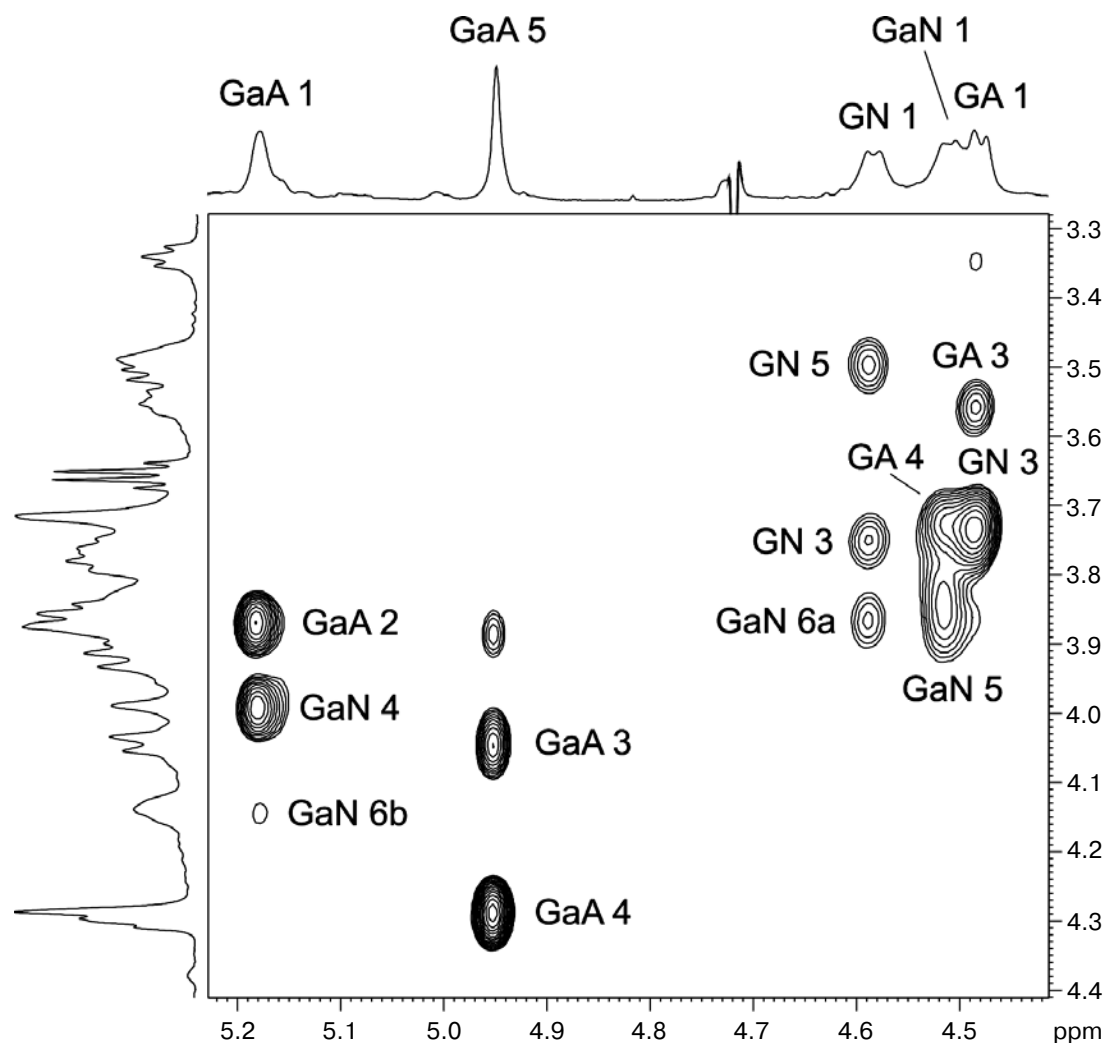 GaA 5
GaN 1
GaA 1
GA 1
GN 1
3.3
3.4
GN 5
GA 3
3.5
3.6
GA 4
GN 3
3.7
GN 3
3.8
GaA 2
GaN 6a
3.9
GaN 5
GaN 4
4.0
GaA 3
4.1
GaN 6b
4.2
GaA 4
4.3
4.4
5.2 5.1 5.0 4.9 4.8 4.7 4.6 4.5 ppm